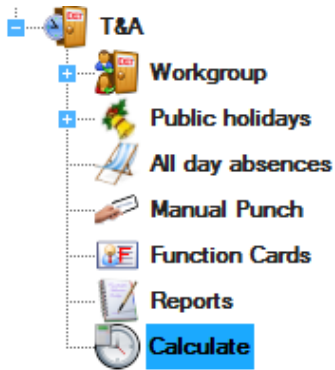 T&A
Workgroup
Public holidays
All day absences
Manual Punch
Function Cards
Reports
Calculate